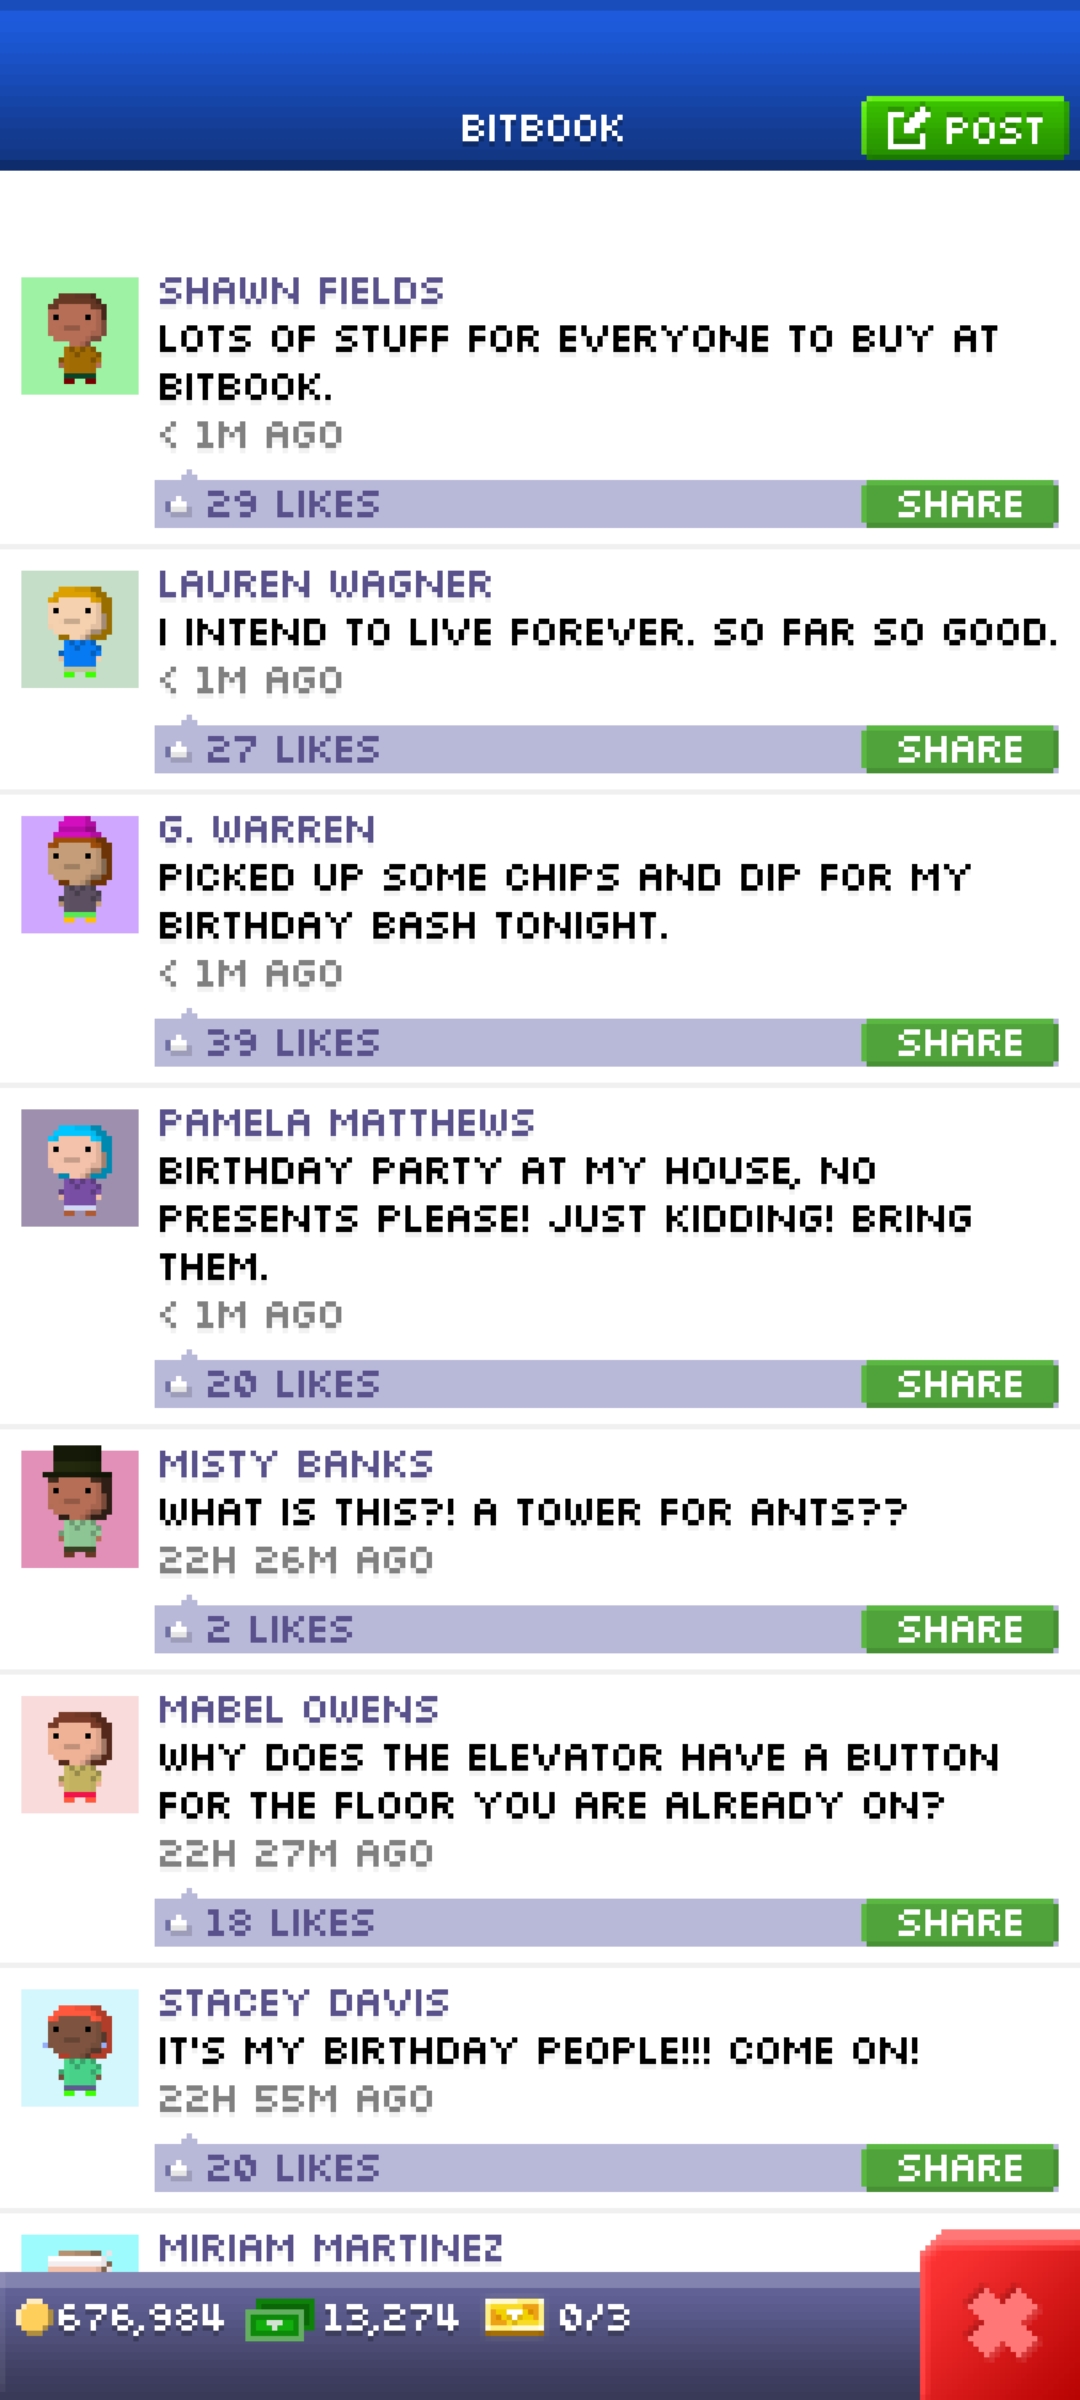 BITBOOK
POST
SHAWN FIELDS
LOTS OF STUFF FOR EVERYONE TO BUY AT
BITBOOK.
< 1M AGO
29 LIKES
SHARE
LAUREN WAGNER
I INTEND TO LIVE FOREVER. SO FAR SO GOOD.
< 1M AGO
27 LIKES
SHARE
G. WARREN
PICKED UP SOME CHIPS AND DIP FOR MY
BIRTHDAY BASH TONIGHT.
< 1M AGO
39 LIKES
SHARE
PAMELA MATTHEWS
BIRTHDAY PARTY AT MY HOUSE, NO
PRESENTS PLEASE! JUST KIDDING! BRING
THEM.
< 1M AGO
20 LIKES
SHARE
MISTY BANKS
WHAT IS THIS?! A TOWER FOR ANTS??
22H 26M AGO
2 LIKES
SHARE
MABEL OWENS
WHY DOES THE ELEVATOR HAVE A BUTTON
FOR THE FLOOR YOU ARE ALREADY ON?
22H 27M AGO
18 LIKES
SHARE
STACEY DAVIS
IT'S MY BIRTHDAY PEOPLE!!! COME ON!
22H 55M AGO
20 LIKES
SHARE
MIRIAM MARTINEZ
676,984 13,274 0/3